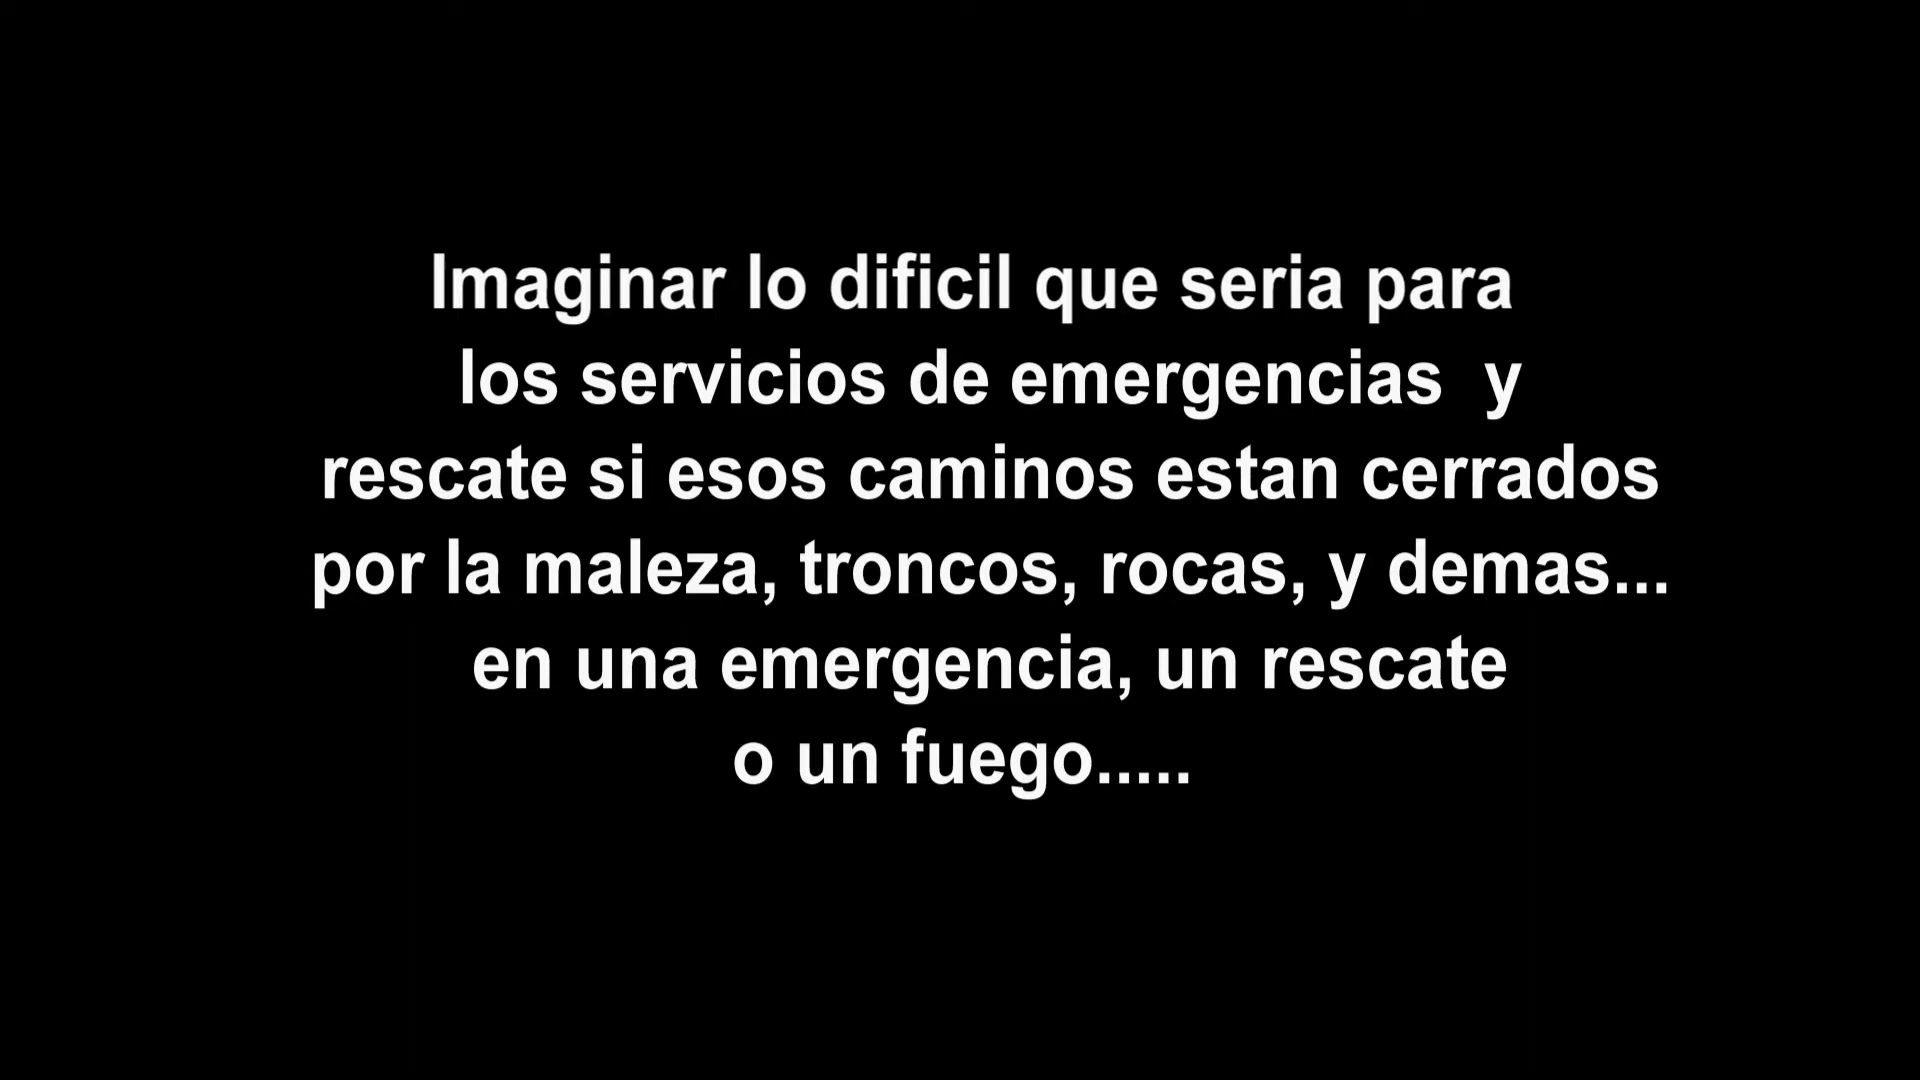 Imaginar lo dificil que seria para
los servicios de emergencias  y
rescate si esos caminos estan cerrados
por la maleza, troncos, rocas, y demas...
en una emergencia, un rescate
o un fuego.....